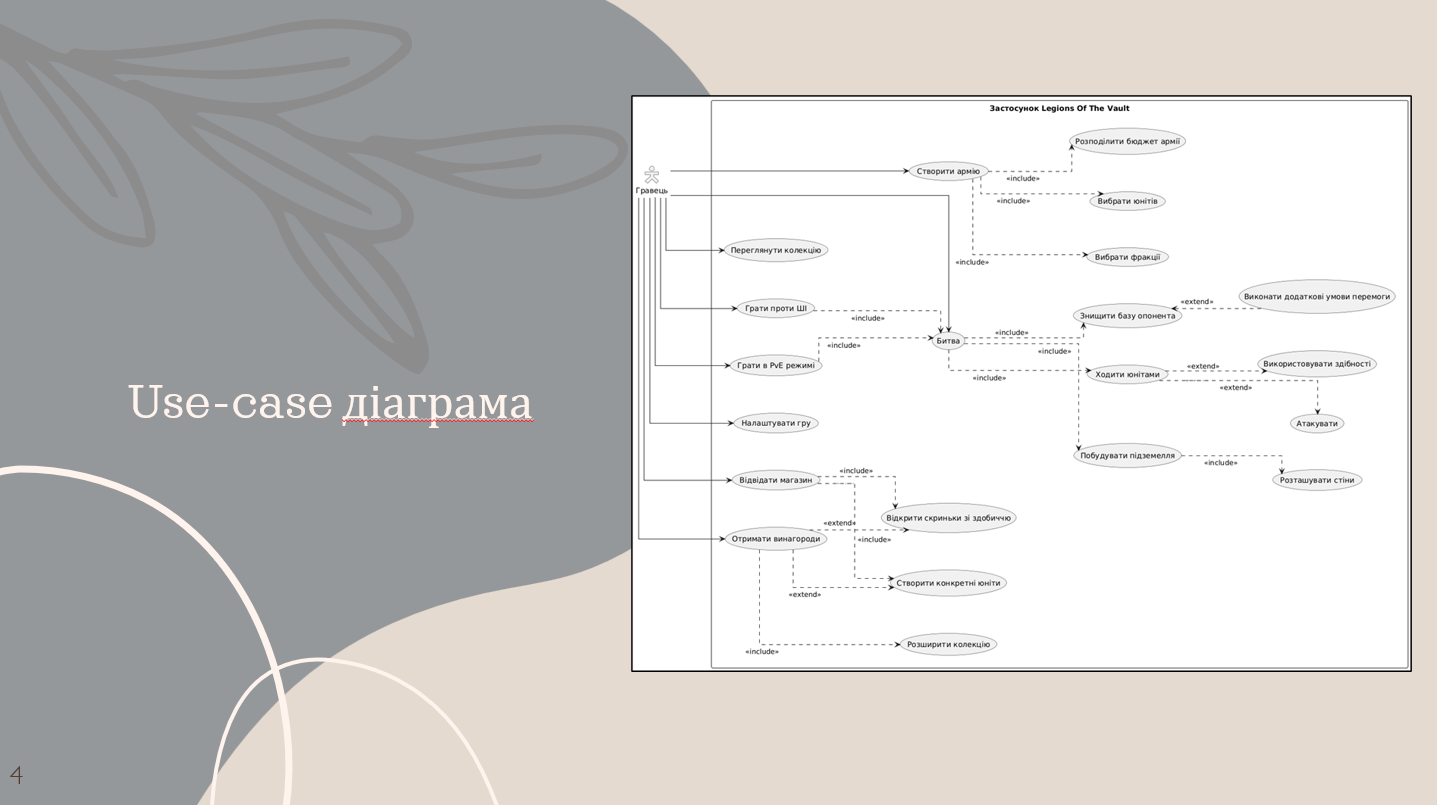 Use-case діаграма
4
Застосунок Legions Of The Vault
Розподілити бюджет армії
Створити армію
«include»
Гравець
«include»
Вибрати юнітів
Переглянути колекцію
Вибрати фракції
«include»
Виконати додаткові умови перемоги
«extend»
Грати проти ШІ
«include»
Знищити базу опонента
«include»
Битва
«include»
«include»
Грати в PvE режимі
Використовувати здібності
«extend»
Ходити юнітами
«include»
«extend»
Налаштувати гру
Атакувати
Побудувати підземелля
«include»
«include»
Відвідати магазин
Розташувати стіни
Відкрити скриньки зі здобиччю
«extend»
Отримати винагороди
«include»
Створити конкретні юніти
«extend»
Розширити колекцію
«include»